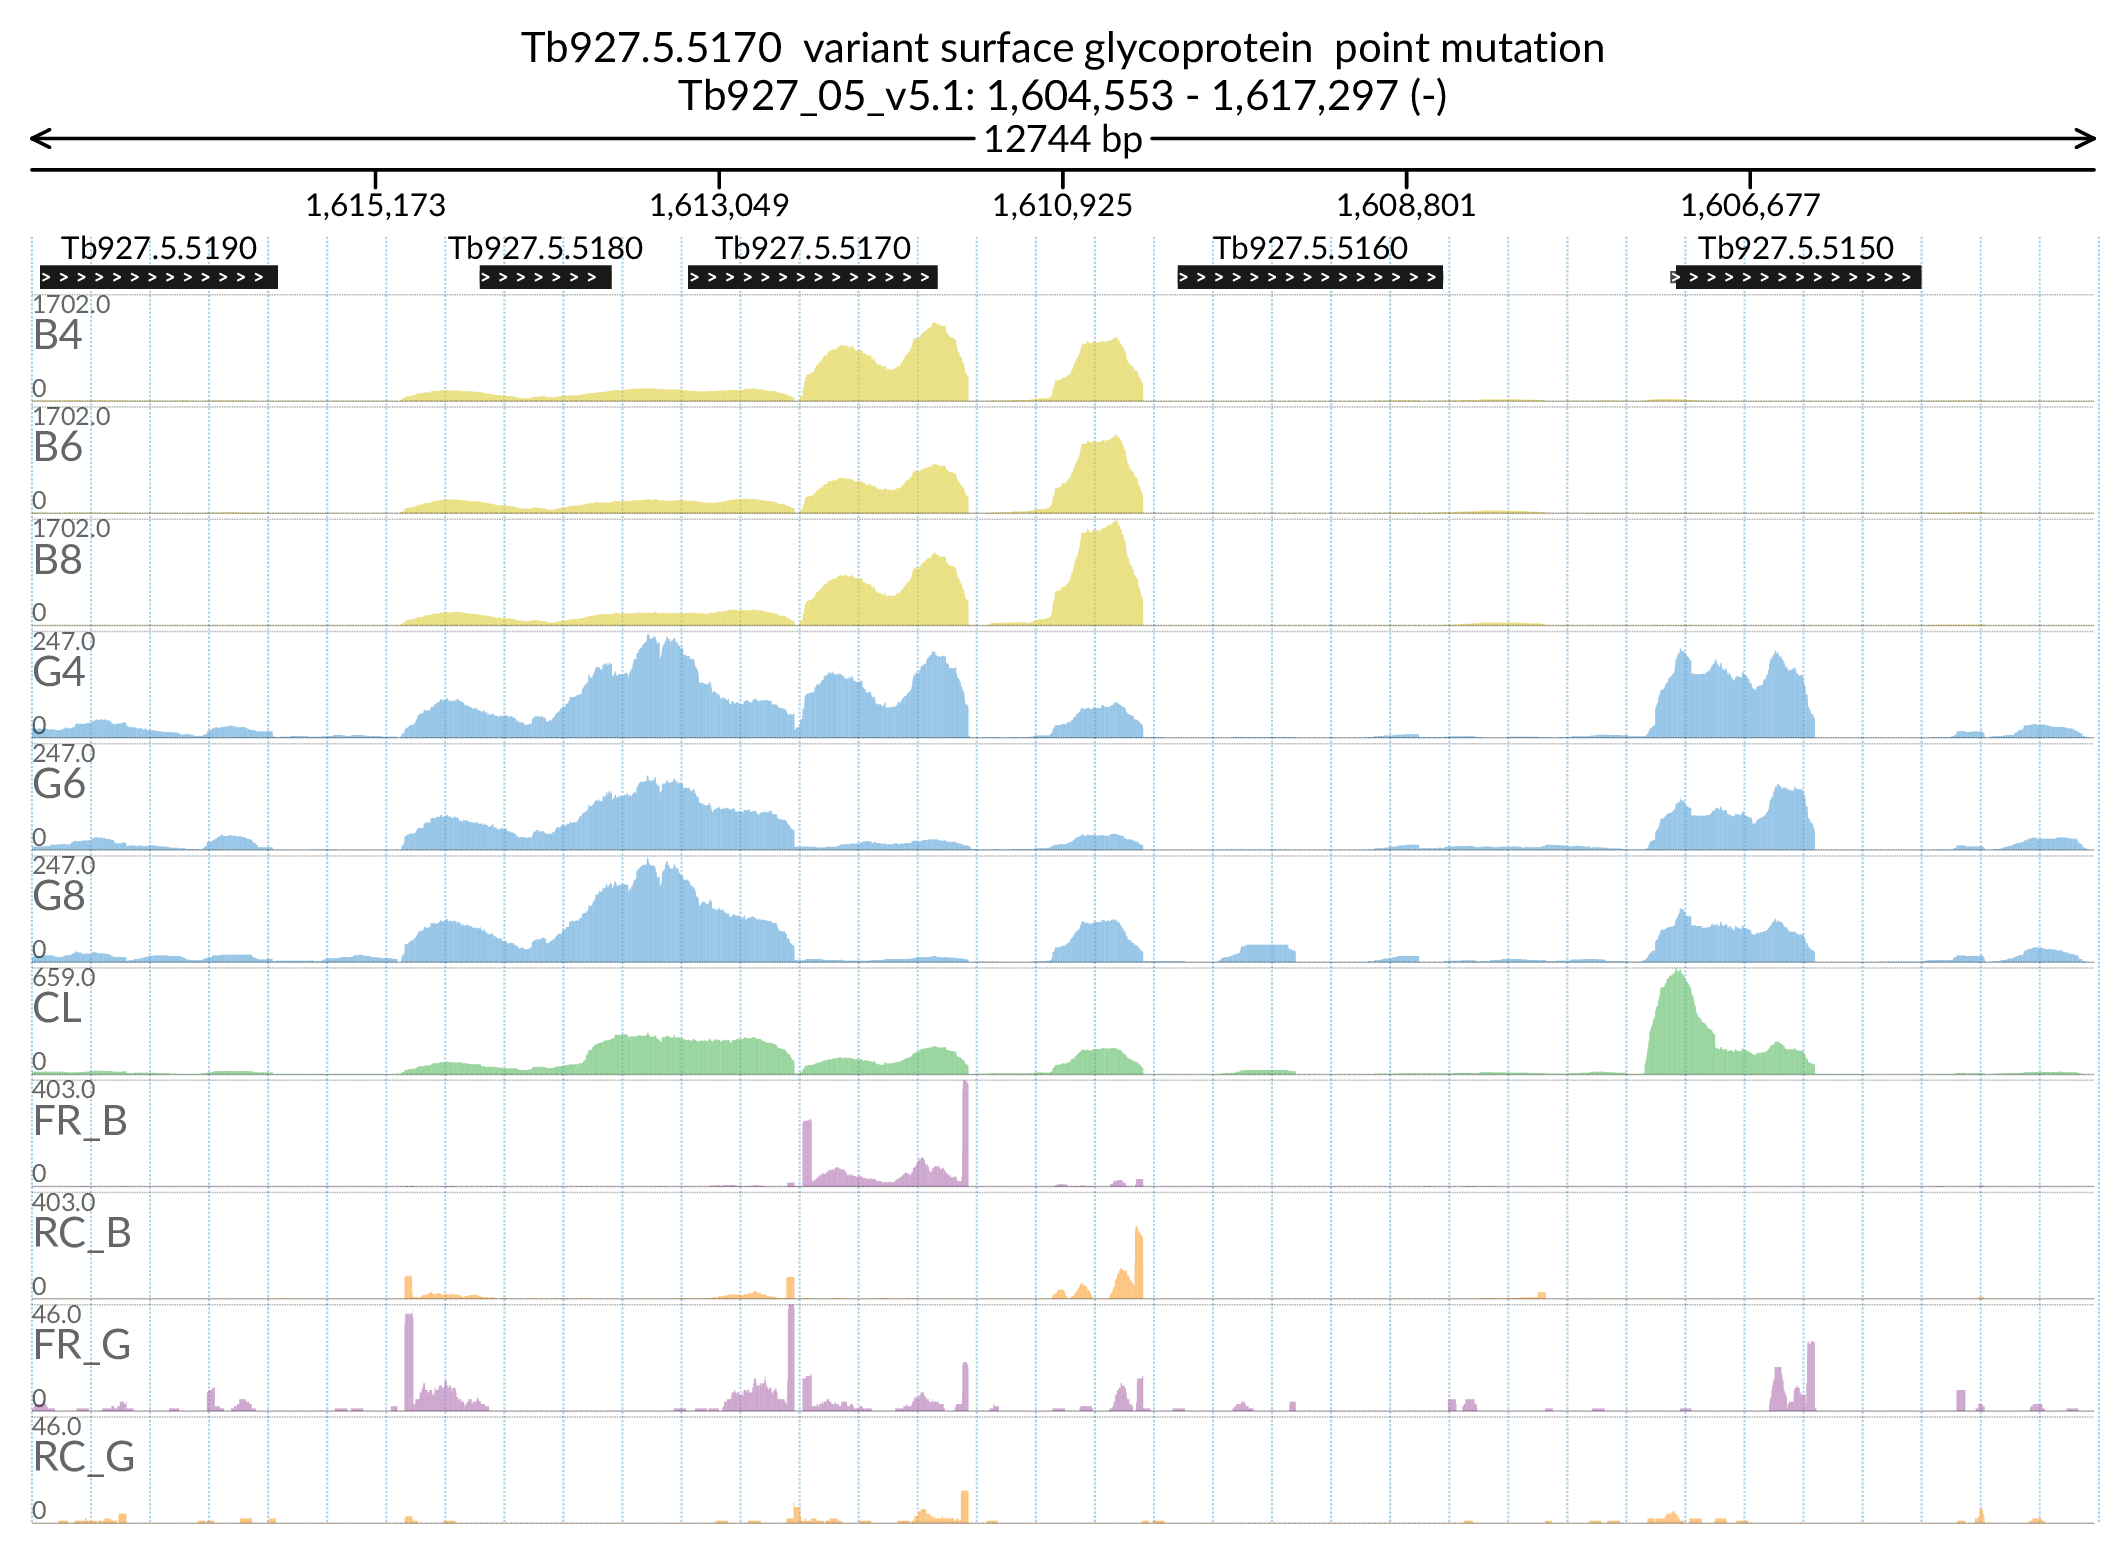 Tb927.5.5170 variant surface glycoprotein point mutation
Tb927_05_v5.1: 1,604,553 - 1,617,297 (-)
12744 bp
1,615,173 1,613,049 1,610,925 1,608,801 1,606,677
Tb927.5.5190 Tb927.5.5180 Tb927.5.5170 Tb927.5.5160 Tb927.5.5150
1702.0
B4
0
1702.0
B6
0
1702.0
B8
0
247.0
G4
0
247.0
G6
0
247.0
G8
0
659.0
CL
0
403.0
FR_B
0
403.0
RC_B
0
46.0
FR_G
0
46.0
RC_G
0